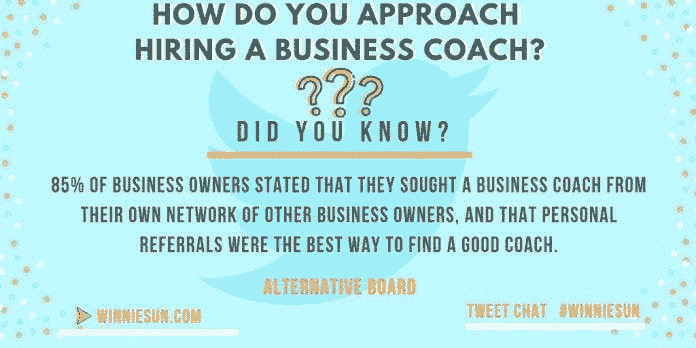 HOW DO YOU APPROACH
HIRING A BUSINESS COACH?
???
DID YOU KNOW?
85% OF BUSINESS OWNERS STATED THAT THEY SOUGHT A BUSINESS COACH FROM
THEIR OWN NETWORK OF OTHER BUSINESS OWNERS, AND THAT PERSONAL
REFERRALS WERE THE BEST WAY TO FIND A GOOD COACH.
ALTERNATIVE BOARD
WINNIESUN.COM
TWEET CHAT #WINNIESUN